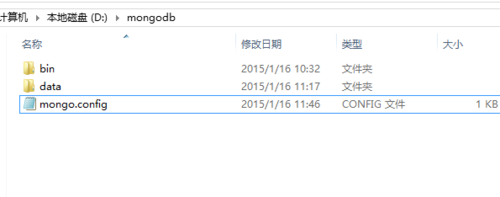 计算机 ▸ 本地磁盘 (D:) ▸ mongodb
名称 修改日期 类型 大小
bin 2015/1/16 10:32 文件夹
data 2015/1/16 11:17 文件夹
mongo.config 2015/1/16 11:46 CONFIG 文件 1 KB